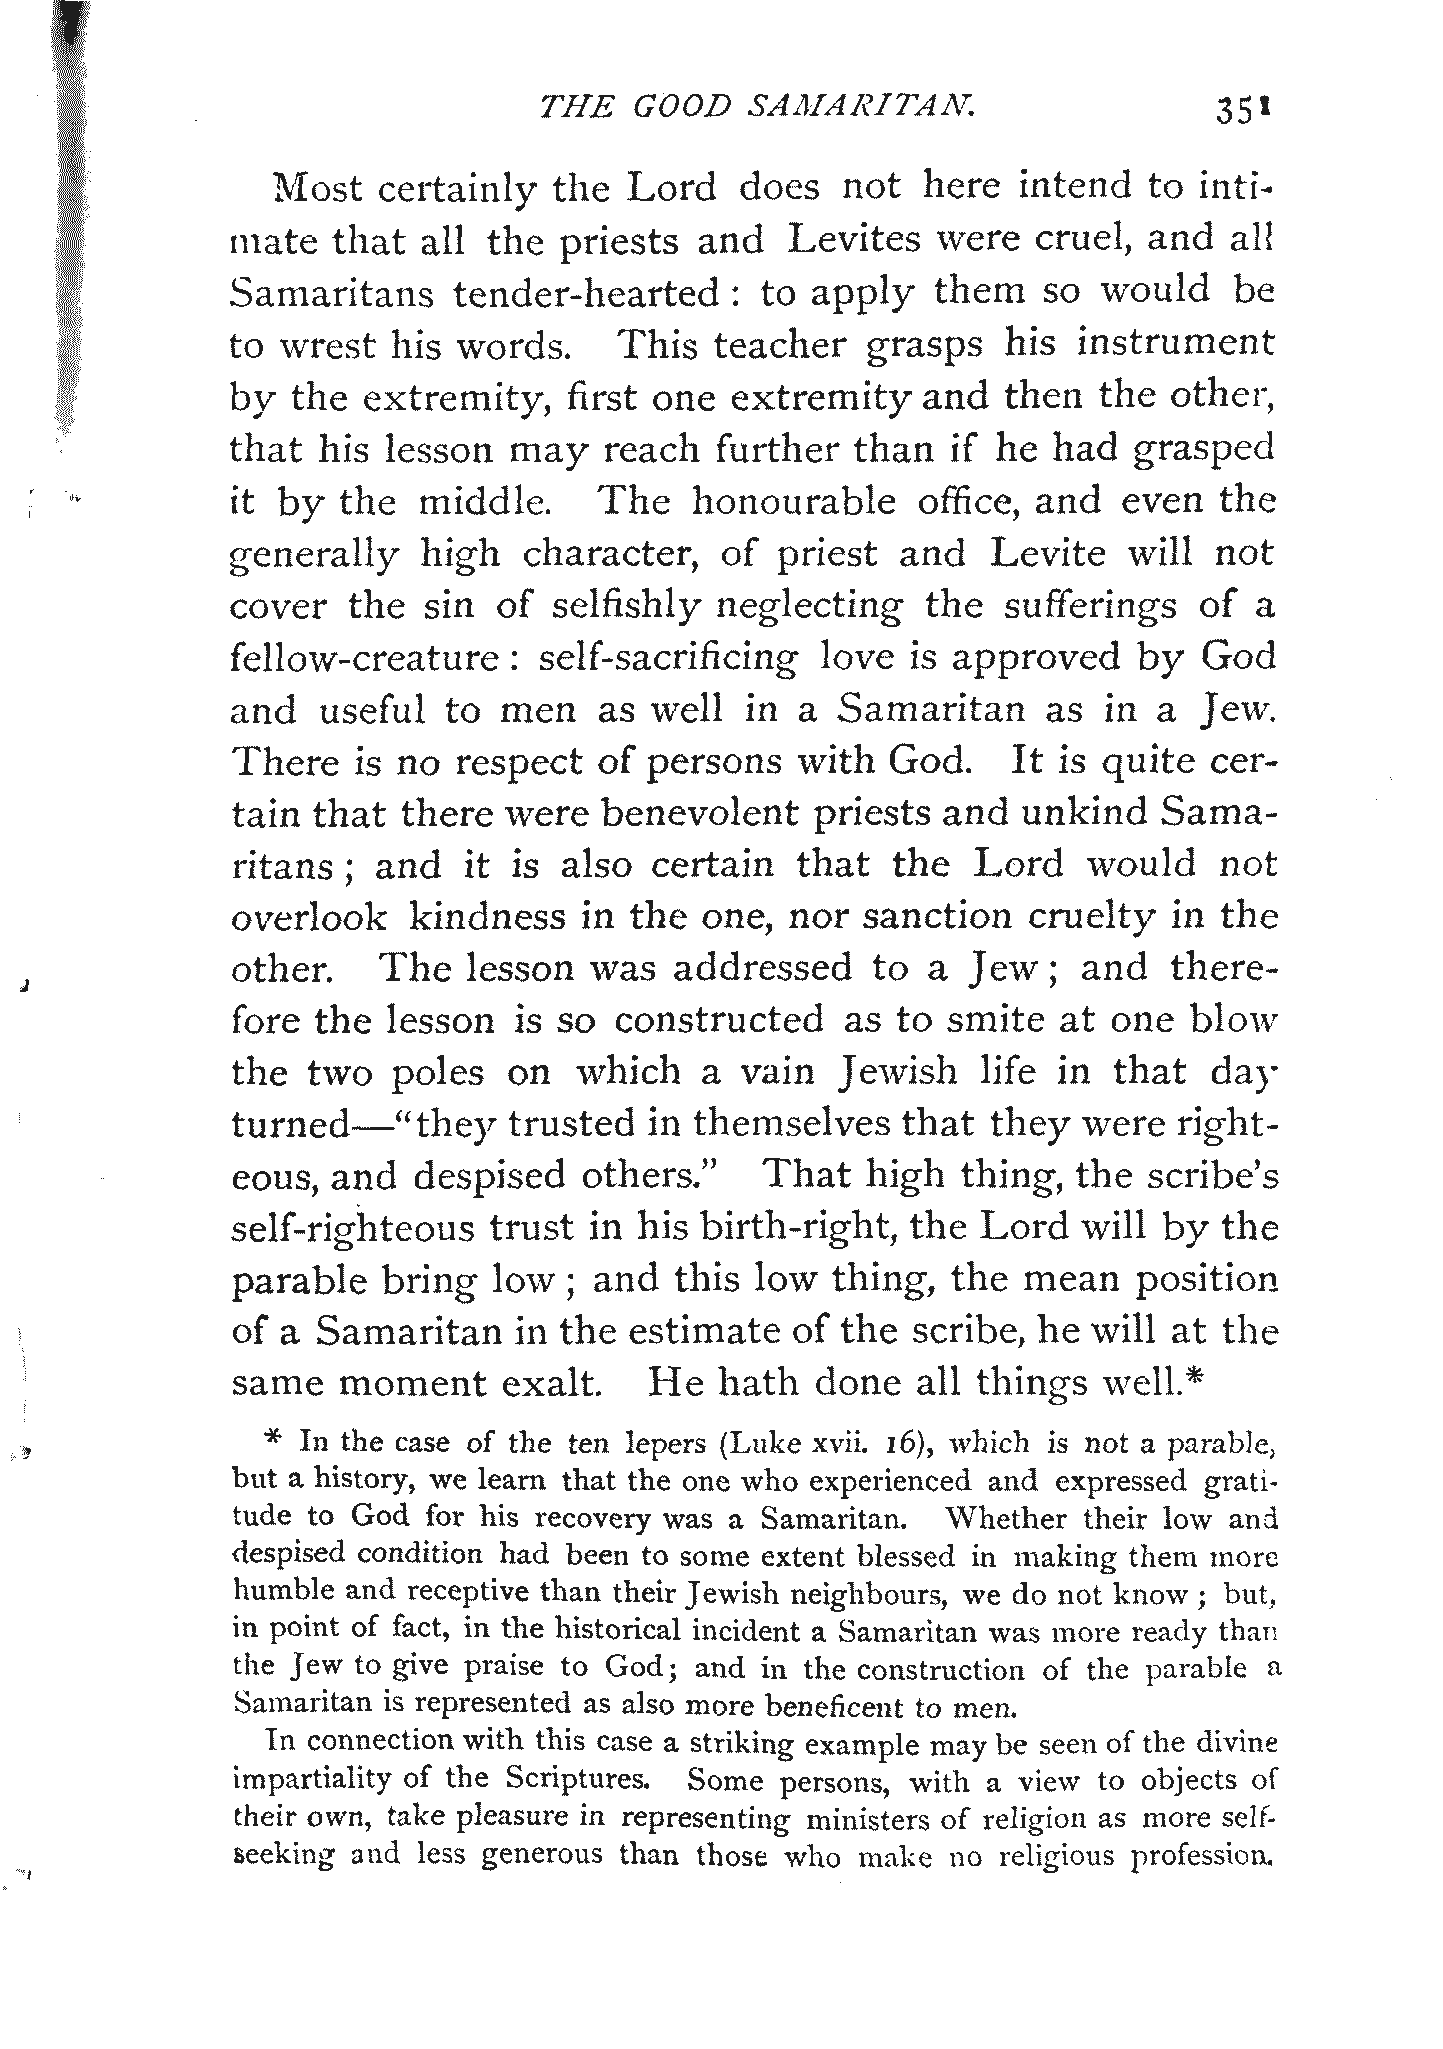 THE GOOD SAMARITAN. 351
Most certainly the Lord does not here intend to inti-
mate that all the priests and Levites were cruel, and all
Samaritans tender-hearted : to apply them so would be
to wrest his words. This teacher grasps his instrument
by the extremity, first one extremity and then the other,
that his lesson may reach further than if he had grasped
it by the middle. The honourable office, and even the
generally high character, of priest and Levite will not
cover the sin of selfishly neglecting the sufferings of a
fellow-creature : self-sacrificing love is approved by God
and useful to men as well in a Samaritan as in a Jew.
There is no respect of persons with God. It is quite cer-
tain that there were benevolent priests and unkind Sama-
ritans ; and it is also certain that the Lord would not
overlook kindness in the one, nor sanction cruelty in the
other. The lesson was addressed to a Jew ; and there-
fore the lesson is so constructed as to smite at one blow
the two poles on which a vain Jewish life in that day
turned—“they trusted in themselves that they were right-
eous, and despised others.” That high thing, the scribe’s
self-righteous trust in his birth-right, the Lord will by the
parable bring low ; and this low thing, the mean position
of a Samaritan in the estimate of the scribe, he will at the
same moment exalt. He hath done all things well.*
* In the case of the ten lepers (Luke xvii. 16), which is not a parable,
but a history, we learn that the one who experienced and expressed grati-
tude to God for his recovery was a Samaritan. Whether their low and
despised condition had been to some extent blessed in making them more
humble and receptive than their Jewish neighbours, we do not know ; but,
in point of fact, in the historical incident a Samaritan was more ready than
the Jew to give praise to God; and in the construction of the parable a
Samaritan is represented as also more beneficent to men.
In connection with this case a striking example may be seen of the divine
impartiality of the Scriptures. Some persons, with a view to objects of
their own, take pleasure in representing ministers of religion as more self-
seeking and less generous than those who make no religious profession.